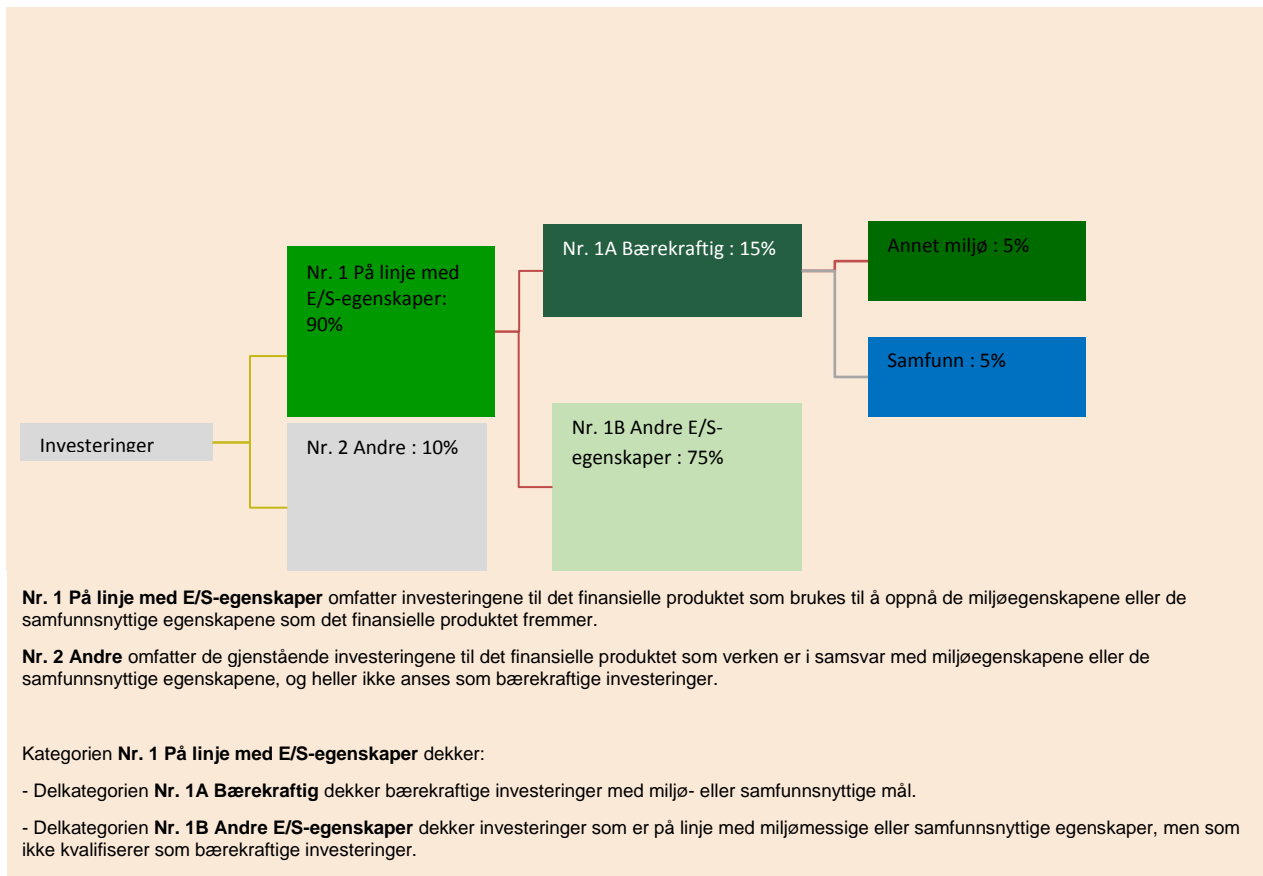 Investeringer
Nr. 1 På linje med
E/S-egenskaper:
90%
Nr. 2 Andre : 10%
Nr. 1A Bærekraftig : 15%
Nr. 1B Andre E/S-
egenskaper : 75%
Annet miljø : 5%
Samfunn : 5%
Nr. 1 På linje med E/S-egenskaper omfatter investeringene til det finansielle produktet som brukes til å oppnå de miljøegenskapene eller de
samfunnsnyttige egenskapene som det finansielle produktet fremmer.
Nr. 2 Andre omfatter de gjenstående investeringene til det finansielle produktet som verken er i samsvar med miljøegenskapene eller de
samfunnsnyttige egenskapene, og heller ikke anses som bærekraftige investeringer.
Kategorien Nr. 1 På linje med E/S-egenskaper dekker:
- Delkategorien Nr. 1A Bærekraftig dekker bærekraftige investeringer med miljø- eller samfunnsnyttige mål.
- Delkategorien Nr. 1B Andre E/S-egenskaper dekker investeringer som er på linje med miljømessige eller samfunnsnyttige egenskaper, men som
ikke kvalifiserer som bærekraftige investeringer.